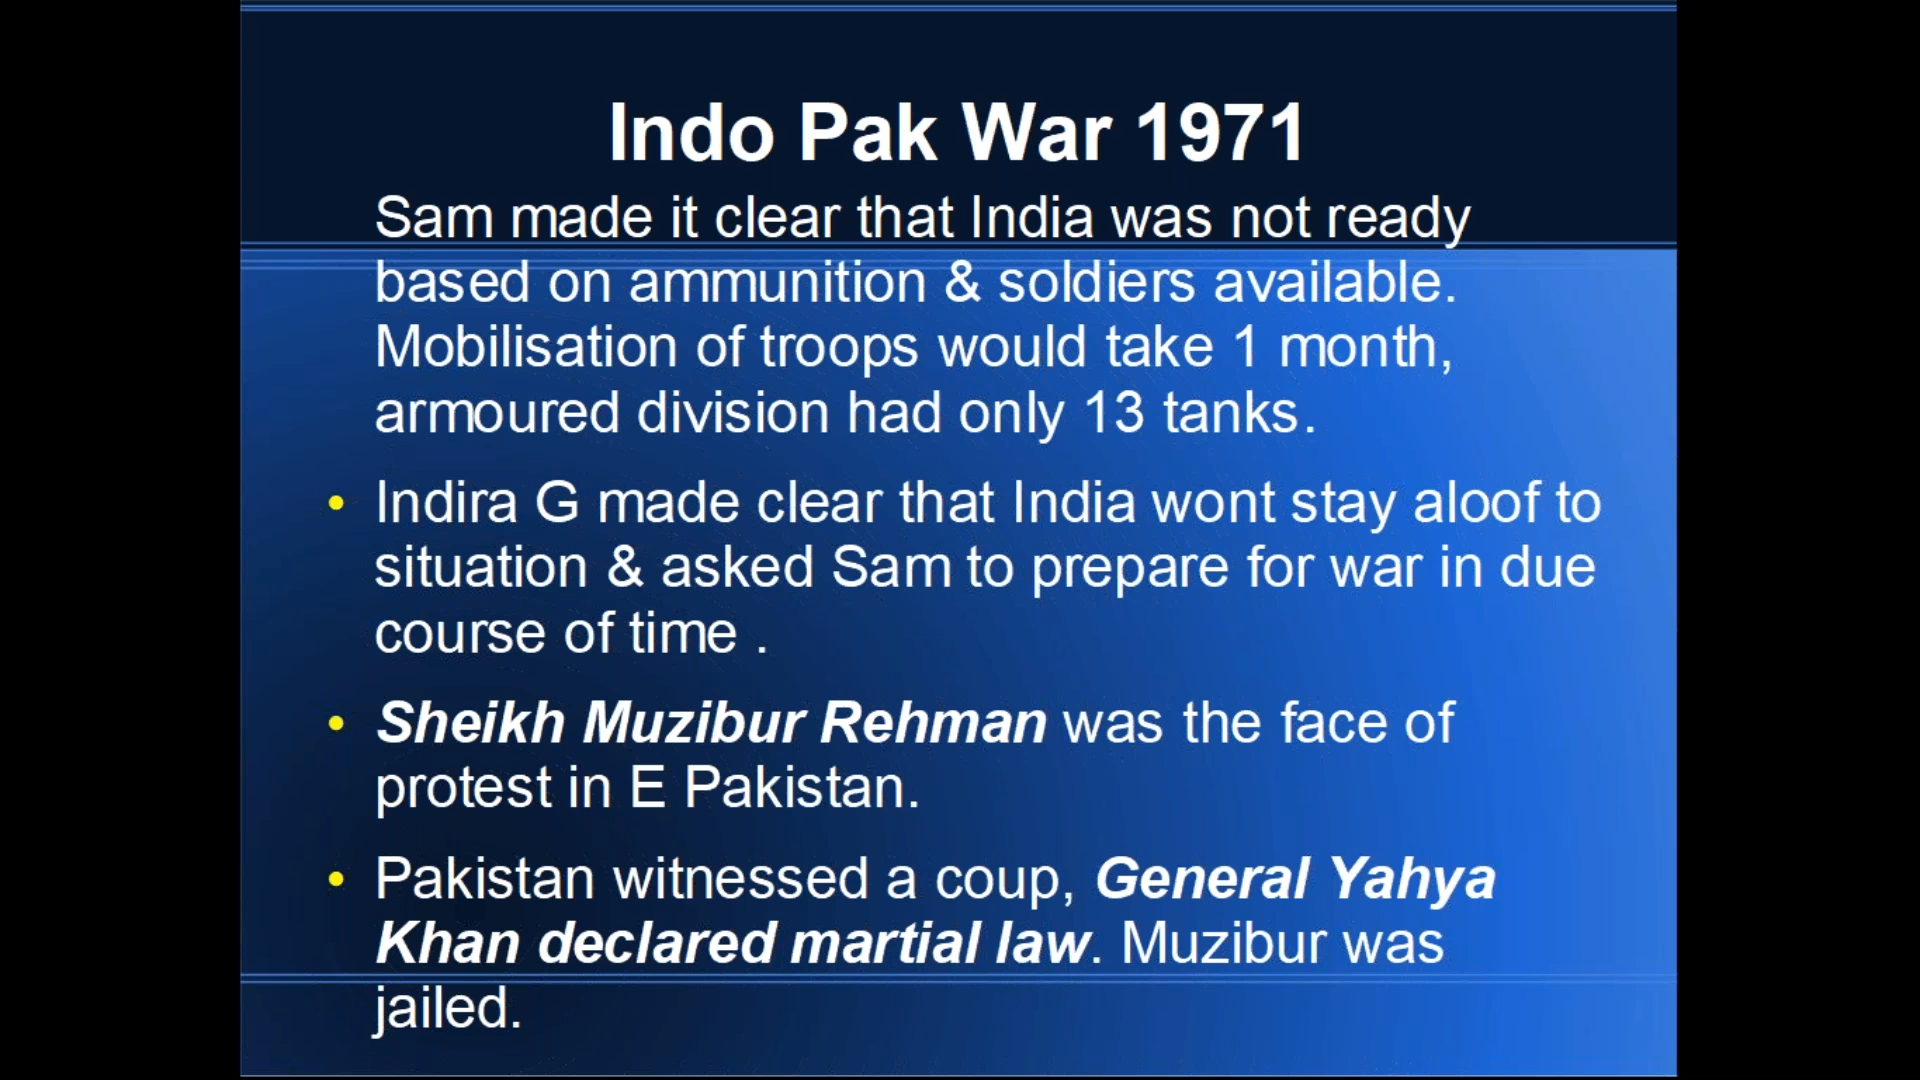 Indo Pak War 1971
Sam made it clear that India was not ready
based on ammunition & soldiers available.
Mobilisation of troops would take 1 month,
armoured division had only 13 tanks.
• Indira G made clear that India wont stay aloof to
situation & asked Sam to prepare for war in due
course of time .
• Sheikh Muzibur Rehman was the face of
protest in E Pakistan.
• Pakistan witnessed a coup, General Yahya
Khan declared martial law. Muzibur was
jailed.